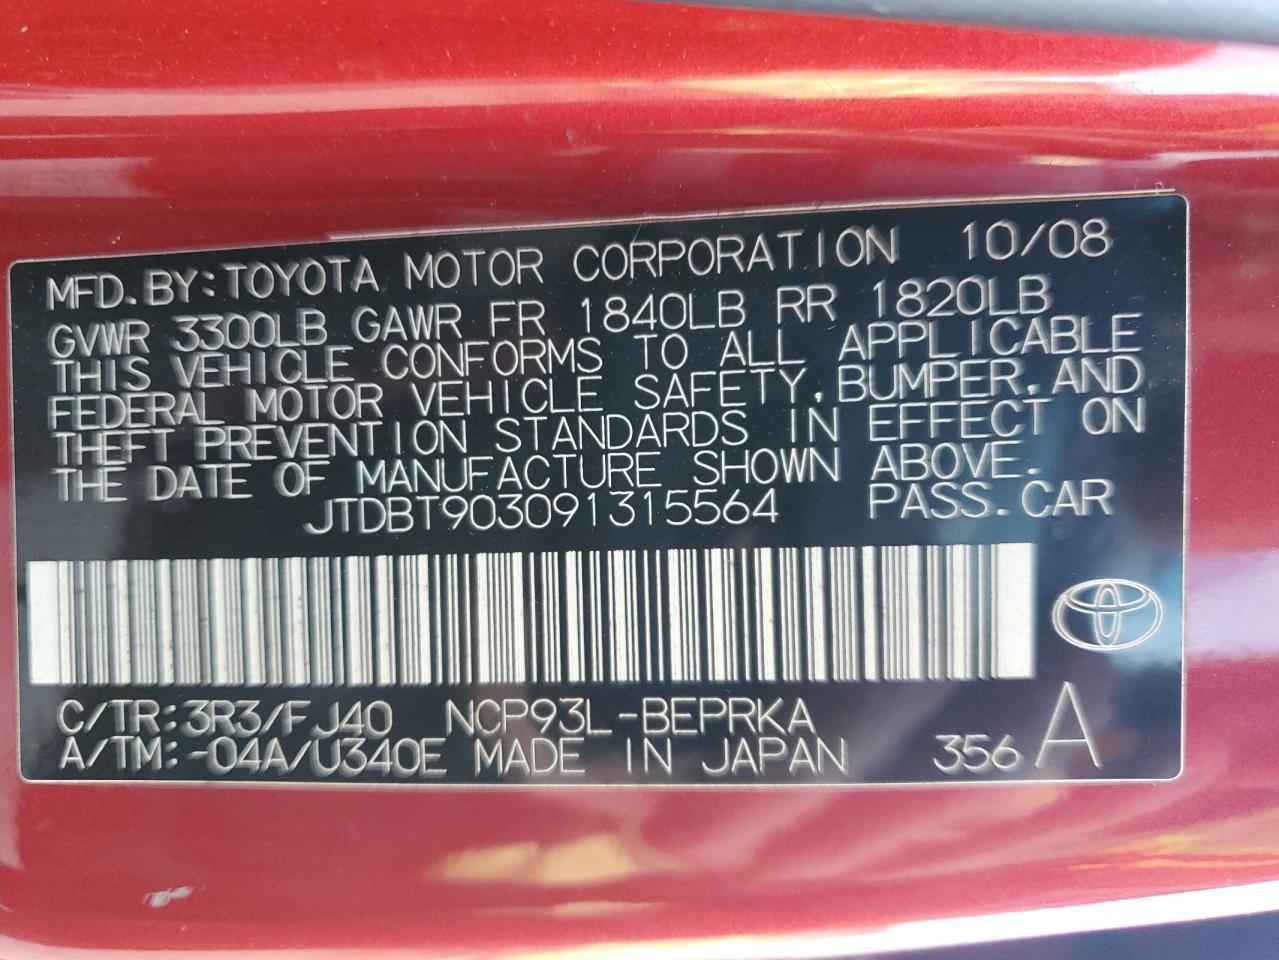 MFD.BY:TOYOTA MOTOR CORPORATION 10/08
GVWR 3300LB GAWR FR 1840LB RR 1820LB
THIS VEHICLE CONFORMS TO ALL APPLICABLE
FEDERAL MOTOR VEHICLE SAFETY,BUMPER,AND
THEFT PREVENTION STANDARDS IN EFFECT ON
THE DATE OF MANUFACTURE SHOWN ABOVE.
JTDBT903091315564 PASS.CAR
C/TR:3R3/FJ40 NCP93L-BEPRKA
A/TM:-04A/U340E MADE IN JAPAN 356 A